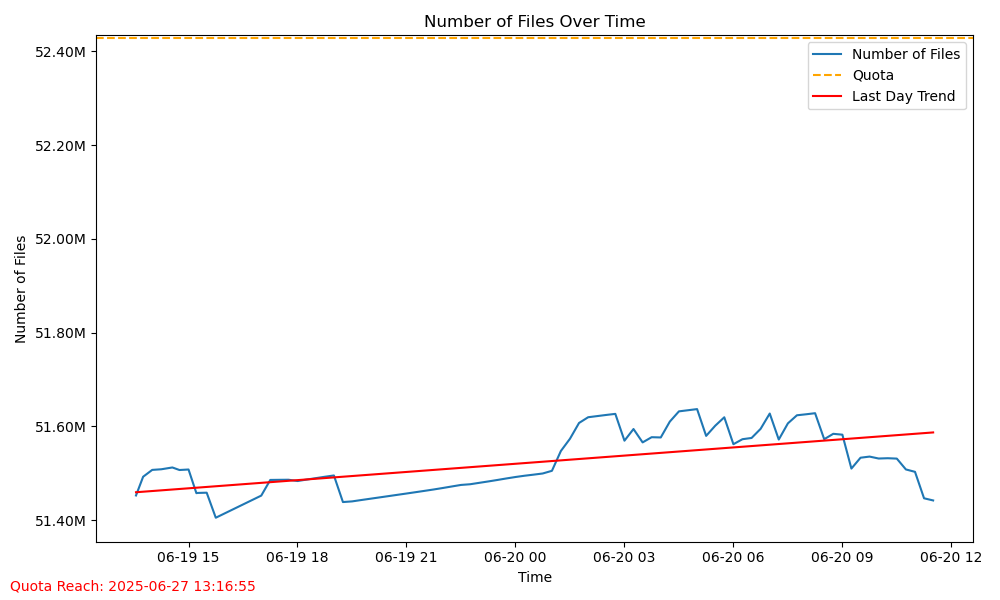 Number of Files Over Time
Number of Files
Quota
Last Day Trend
52.40M
52.20M
52.00M
51.80M
51.60M
51.40M
Number of Files
06-19 15
06-19 18
06-19 21
06-20 00
06-20 03
06-20 06
06-20 09
06-20 12
Time
Quota Reach: 2025-06-27 13:16:55